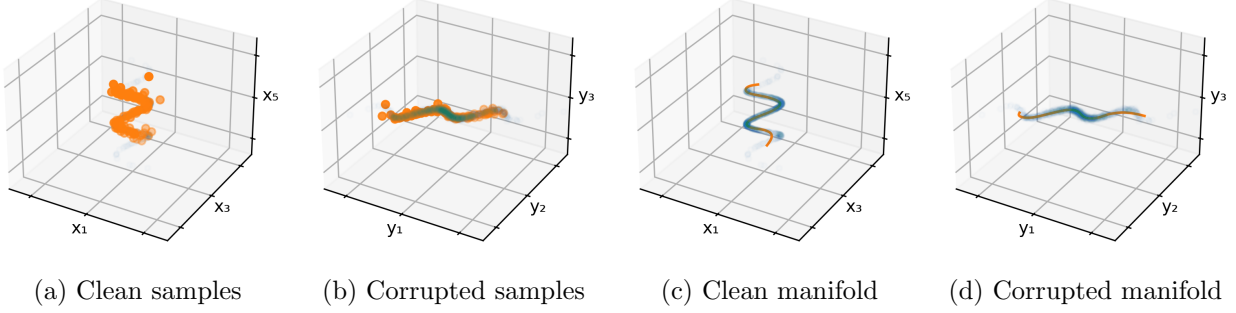 x₅
x₃
x₁
y₃
y₂
y₁
x₅
x₃
x₁
y₃
y₂
y₁
(a) Clean samples
(b) Corrupted samples
(c) Clean manifold
(d) Corrupted manifold